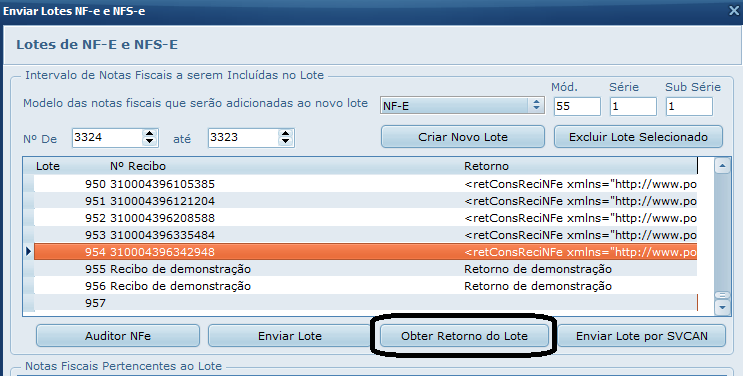 Enviar Lotes NF-e e NFS-e
Lotes de NF-E e NFS-E
Intervalo de Notas Fiscais a serem Incluídas no Lote
Mód. Série Sub Série
Modelo das notas fiscais que serão adicionadas ao novo lote NF-E 55 1 1
Nº De 3324 até 3323 Criar Novo Lote Excluir Lote Selecionado
Lote Nº Recibo Retorno
950 310004396105385 <retConsReciNFe xmlns="http://www.po
951 310004396121204 <retConsReciNFe xmlns="http://www.po
952 310004396208588 <retConsReciNFe xmlns="http://www.po
953 310004396335484 <retConsReciNFe xmlns="http://www.po
954 310004396342948 <retConsReciNFe xmlns="http://www.po
955 Recibo de demonstração Retorno de demonstração
956 Recibo de demonstração Retorno de demonstração
957
Auditor NFe Enviar Lote Obter Retorno do Lote Enviar Lote por SVCAN
Notas Fiscais Pertencentes ao Lote